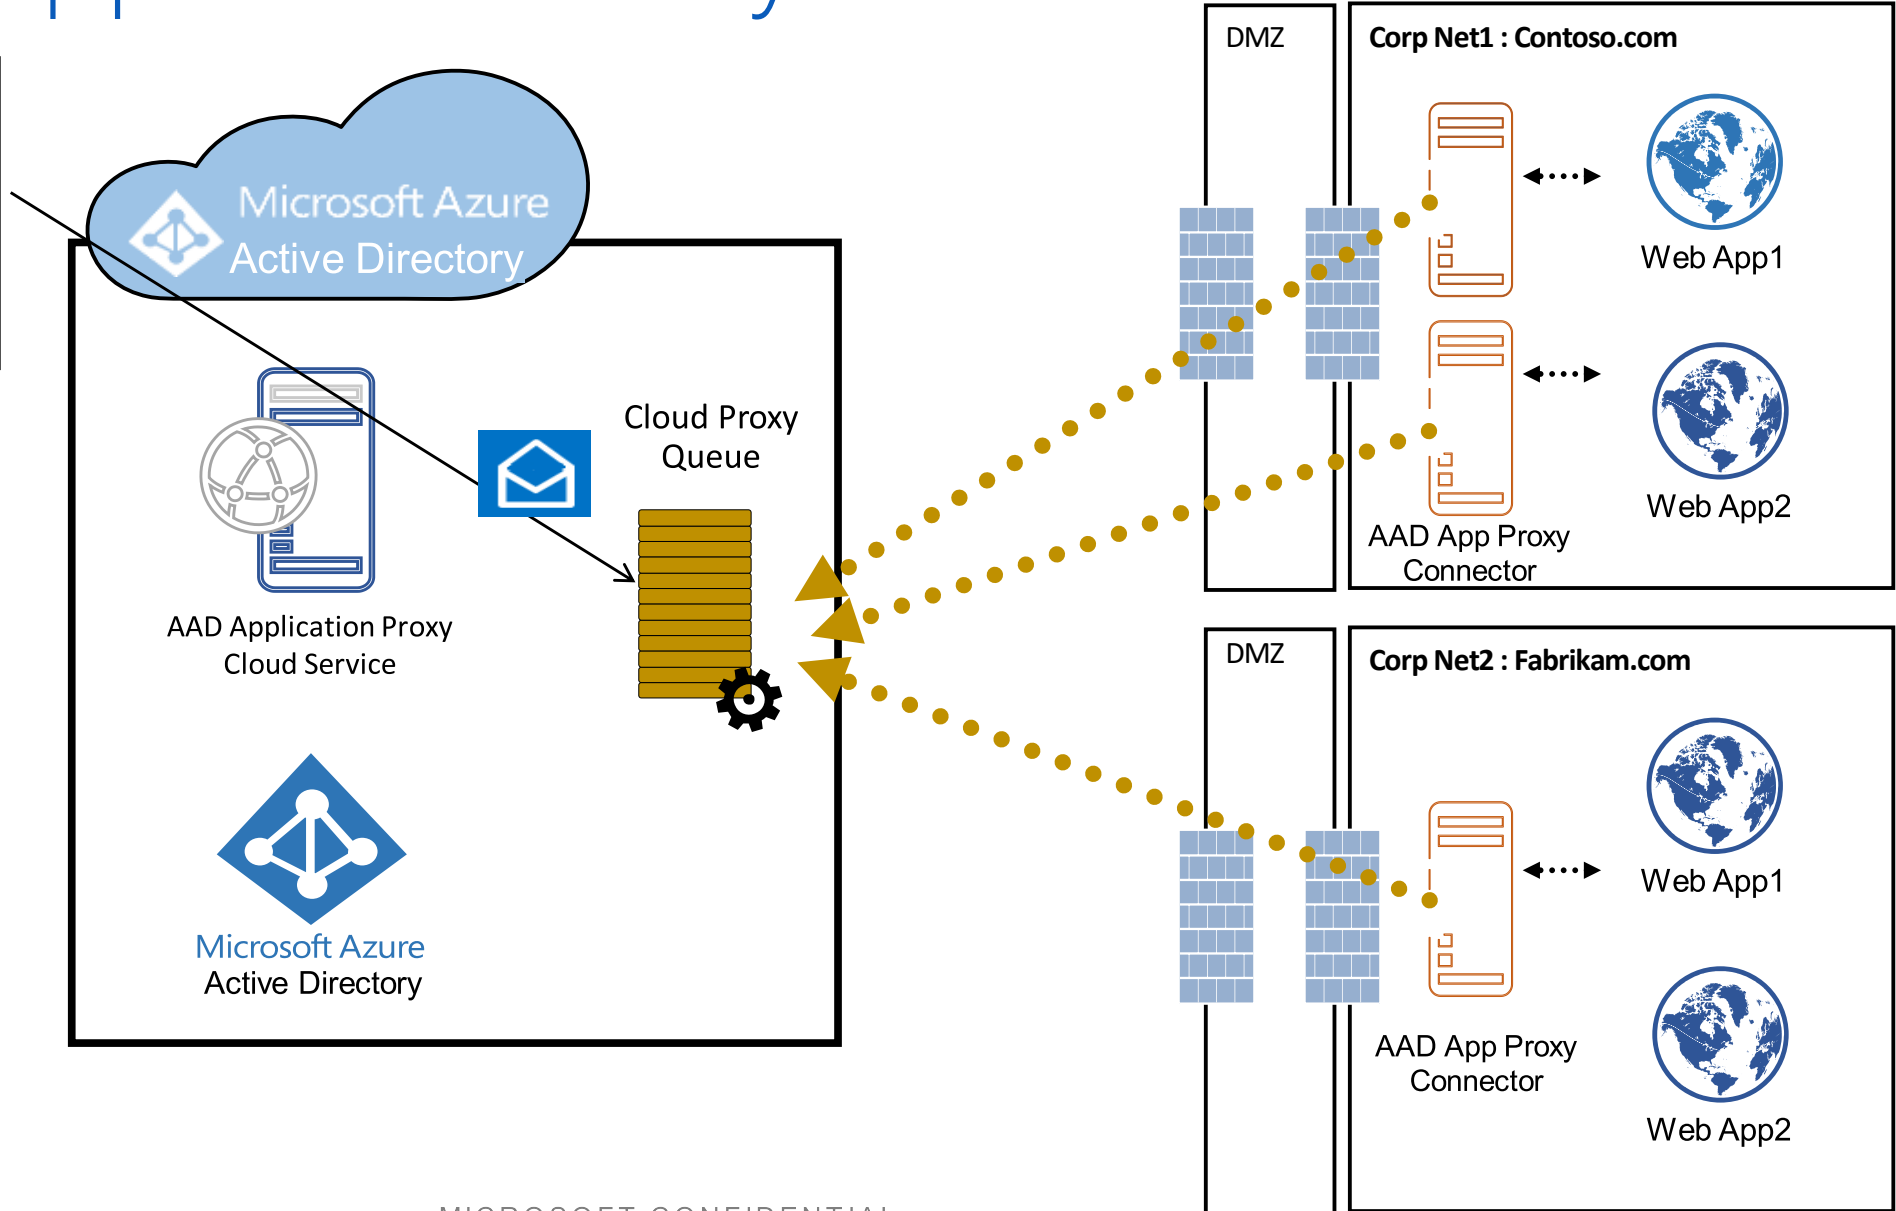 DMZ
Corp Net1 : Contoso.com
Microsoft Azure
Active Directory
Web App1
Cloud Proxy
Queue
Web App2
AAD App Proxy
Connector
AAD Application Proxy
Cloud Service
DMZ
Corp Net2 : Fabrikam.com
Web App1
Microsoft Azure
Active Directory
AAD App Proxy
Connector
Web App2
MICROSOFT CONFIDENTIAL